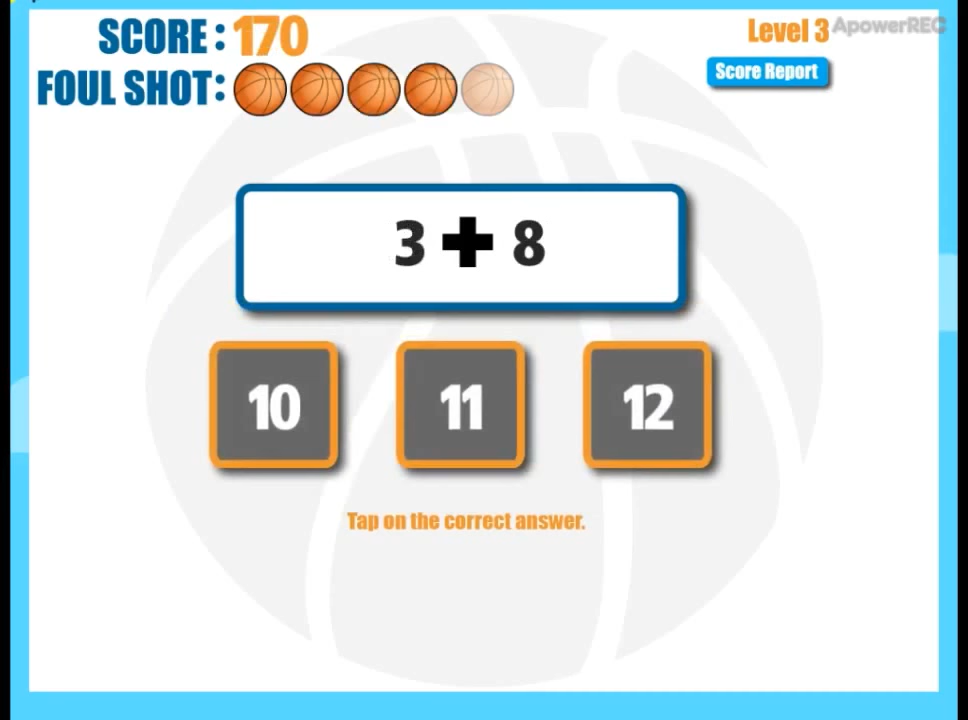 SCORE: 170
Level 3
ApowerREC
FOUL SHOT:
Score Report
3 + 8
10
11
12
Tap on the correct answer.